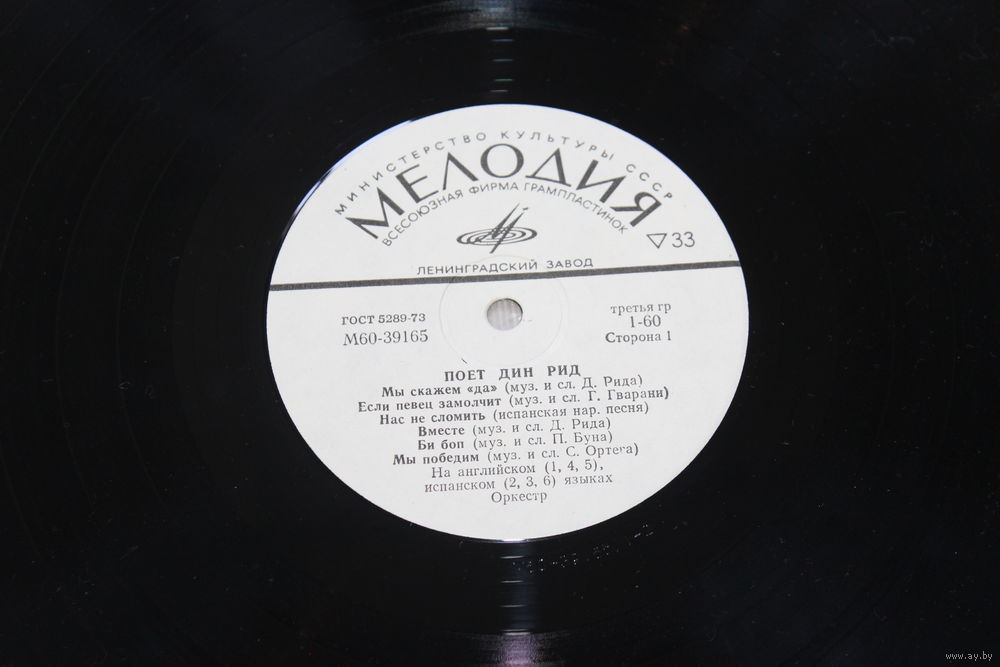 МИНИСТЕРСТВО КУЛЬТУРЫ СССР
МЕЛОДИЯ
ВСЕСОЮЗНАЯ ФИРМА ГРАМПЛАСТИНОК
33
ЛЕНИНГРАДСКИЙ ЗАВОД
ГОСТ 5289-73
М60-39165
третья гр
1-60
Сторона 1
ПОЕТ ДИН РИД
Мы скажем «да» (муз. и сл. Д. Рида)
Если певец замолчит (муз. и сл. Г. Гварани)
Нас не сломить (испанская нар. песня)
Вместе (муз. и сл. Д. Рида)
Би боп (муз. и сл. П. Буна)
Мы победим (муз. и сл. С. Ортега)
На английском (1, 4, 5),
испанском (2, 3, 6) языках
Оркестр
www.ay.by